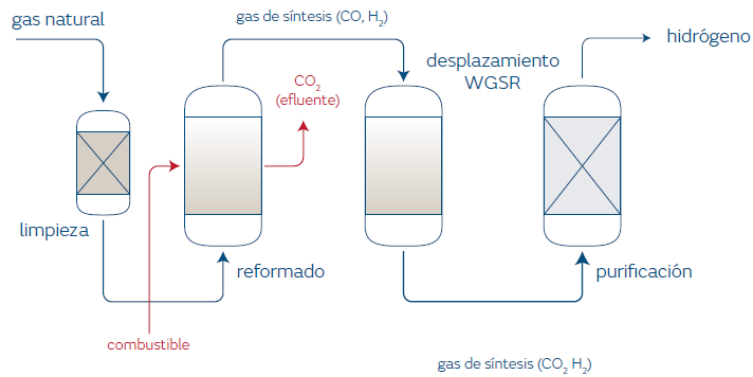 gas natural
gas de síntesis (CO, H₂)
hidrógeno
desplazamiento
WGSR
CO₂
(efluente)
limpieza
reformado
purificación
combustible
gas de síntesis (CO₂ H₂)